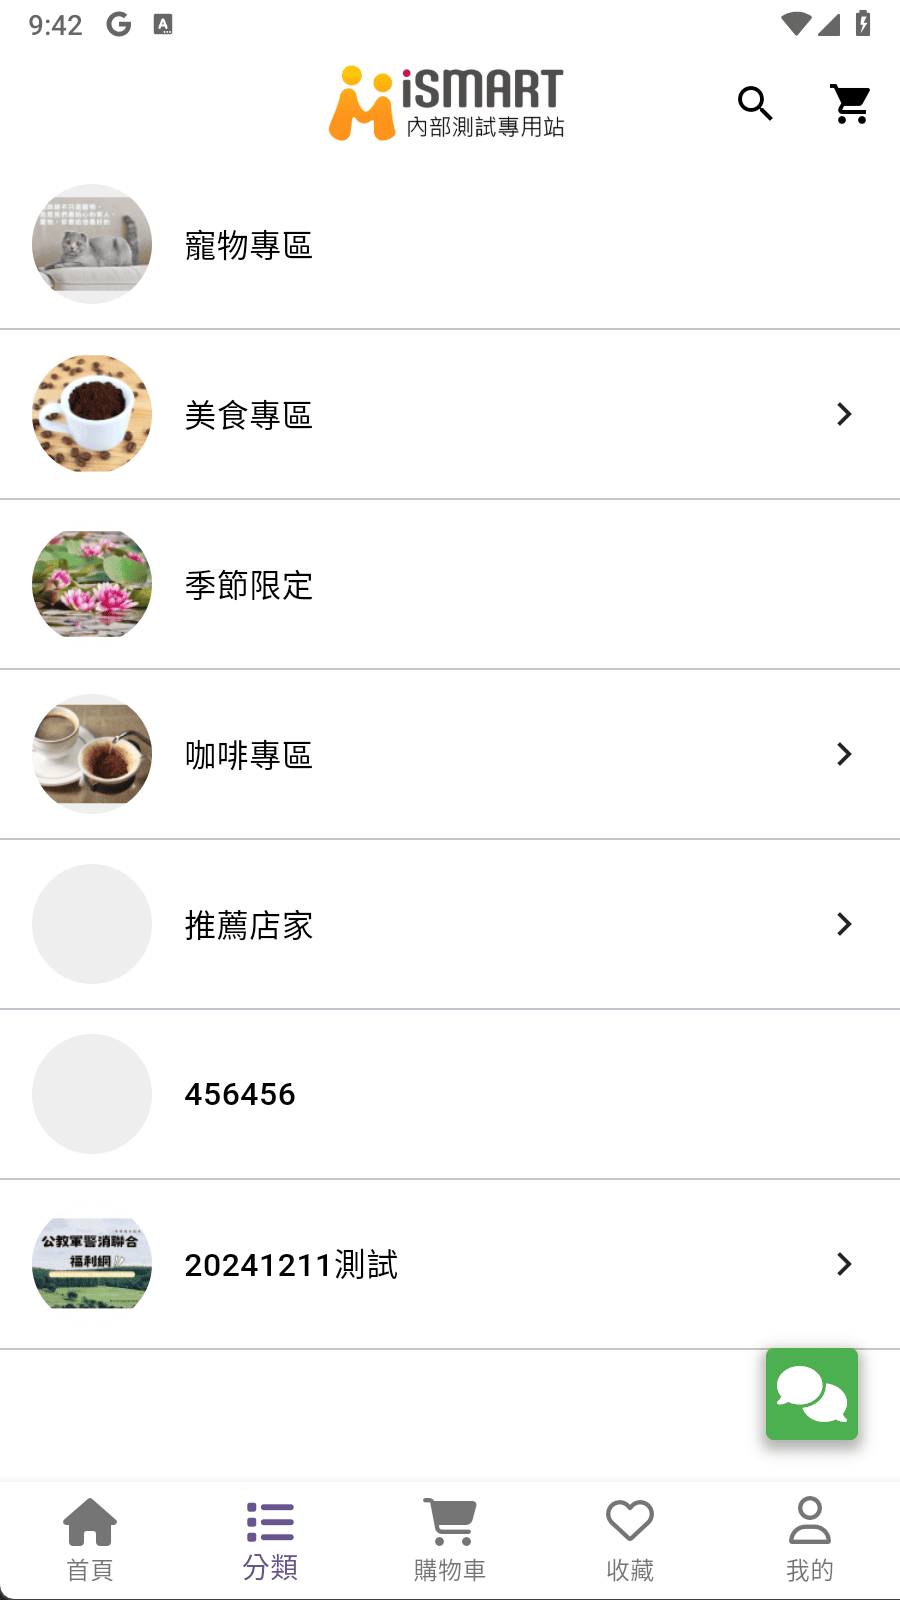 9:42
iSMART
內部測試專用站
寵物專區
美食專區
季節限定
咖啡專區
推薦店家
456456
公教軍警消聯合
福利網
20241211測試
首頁
分類
購物車
收藏
我的